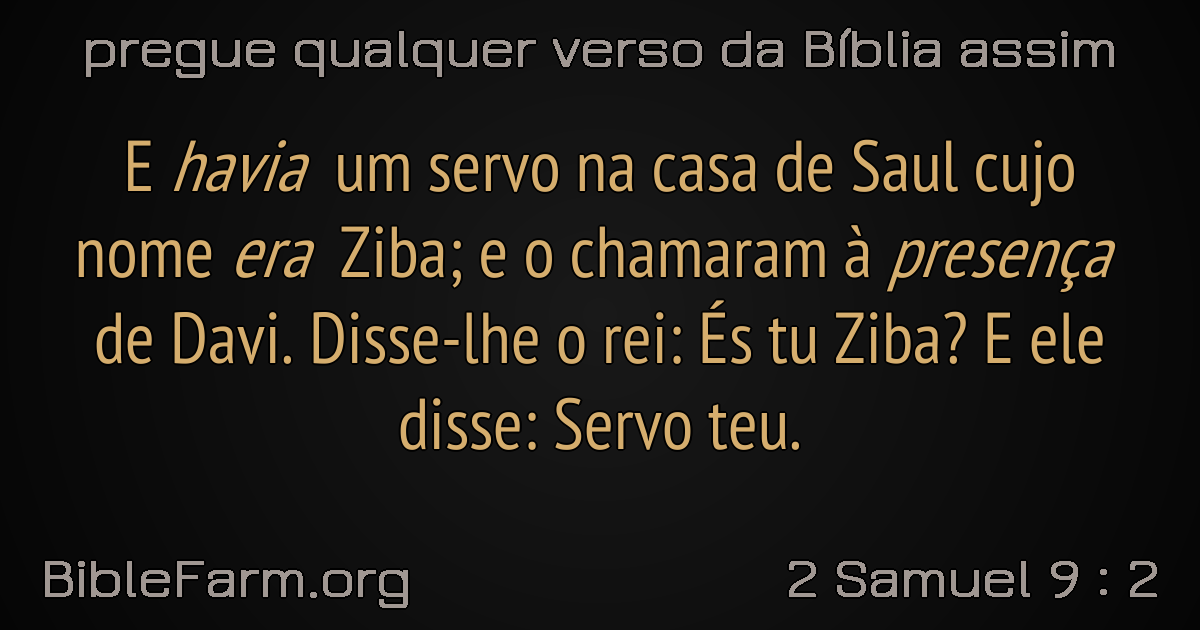 pregue qualquer verso da Bíblia assim
E havia um servo na casa de Saul cujo
nome era Ziba; e o chamaram à presença
de Davi. Disse-lhe o rei: És tu Ziba? E ele
disse: Servo teu.
BibleFarm.org
2 Samuel 9 : 2